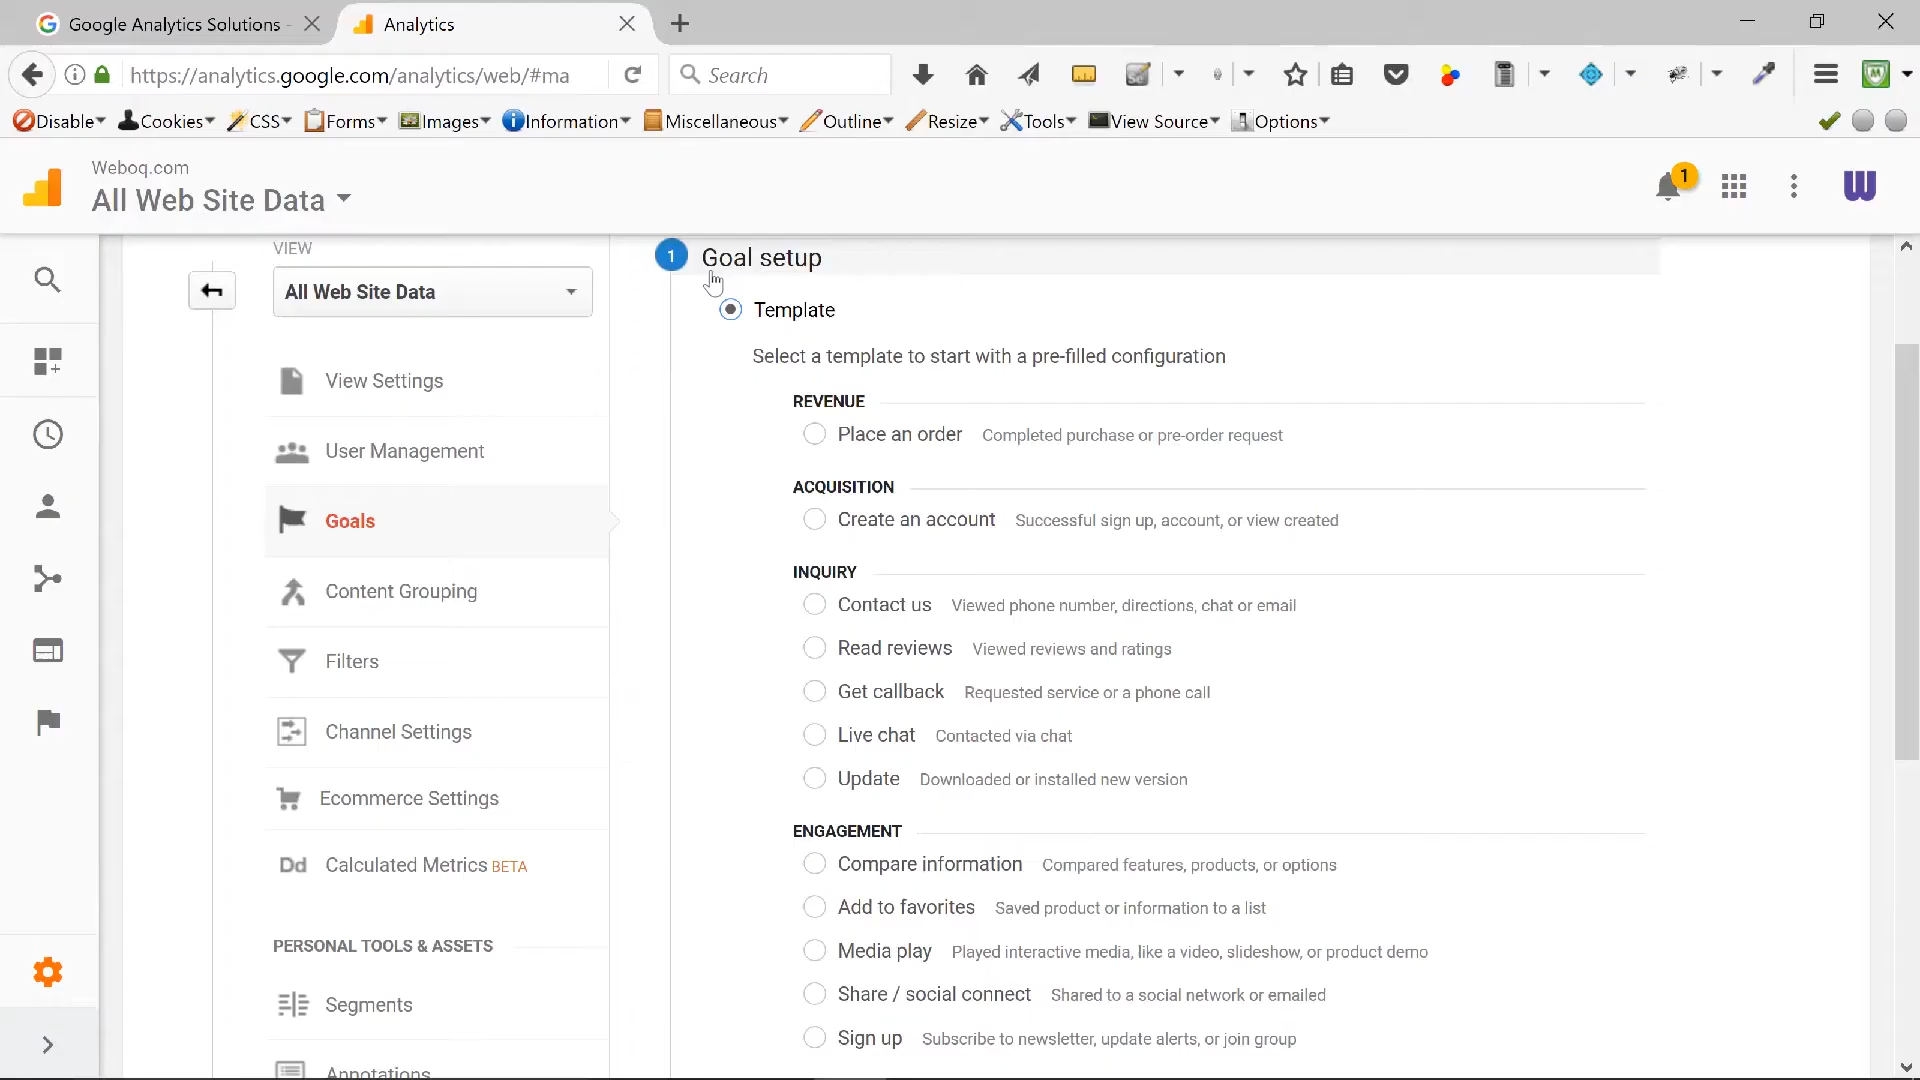 Google Analytics Solutions -
Analytics
https://analytics.google.com/analytics/web/#ma
Search
Disable
Cookies
CSS
Forms
Images
Information
Miscellaneous
Outline
Resize
Tools
View Source
Options
Weboq.com
All Web Site Data
1
VIEW
All Web Site Data
View Settings
User Management
Goals
Content Grouping
Filters
Channel Settings
Ecommerce Settings
Dd Calculated Metrics BETA
PERSONAL TOOLS & ASSETS
Segments
Annotations
1 Goal setup
Template
Select a template to start with a pre-filled configuration
REVENUE
Place an order Completed purchase or pre-order request
ACQUISITION
Create an account Successful sign up, account, or view created
INQUIRY
Contact us Viewed phone number, directions, chat or email
Read reviews Viewed reviews and ratings
Get callback Requested service or a phone call
Live chat Contacted via chat
Update Downloaded or installed new version
ENGAGEMENT
Compare information Compared features, products, or options
Add to favorites Saved product or information to a list
Media play Played interactive media, like a video, slideshow, or product demo
Share / social connect Shared to a social network or emailed
Sign up Subscribe to newsletter, update alerts, or join group